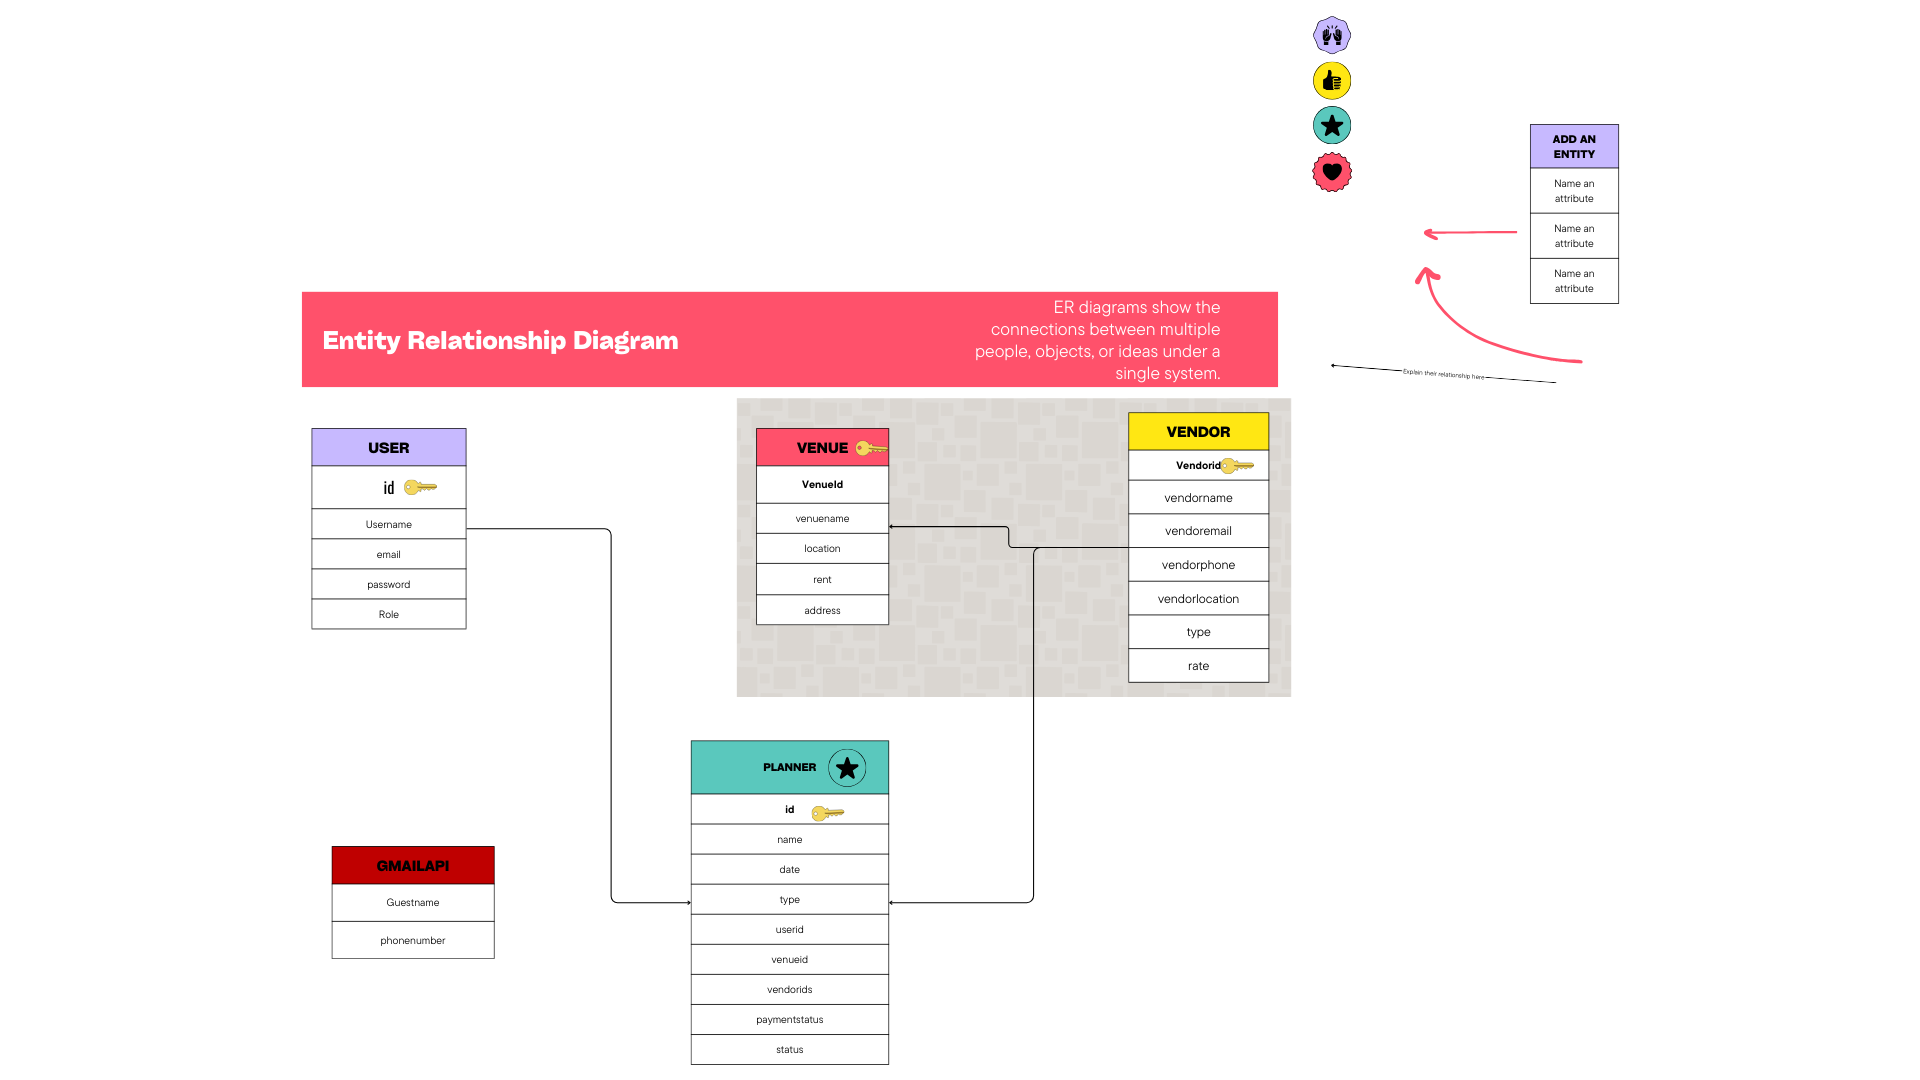 ADD AN
ENTITY
Name an
attribute
Name an
attribute
Name an
attribute
Explain their relationship here
Entity Relationship Diagram
ER diagrams show the
connections between multiple
people, objects, or ideas under a
single system.
USER
id
Username
email
password
Role
VENUE
VenueId
venuename
location
rent
address
VENDOR
Vendorid
vendorname
vendoremail
vendorphone
vendorlocation
type
rate
PLANNER
id
name
date
type
userid
venueid
vendorids
paymentstatus
status
GMAILAPI
Guestname
phonenumber